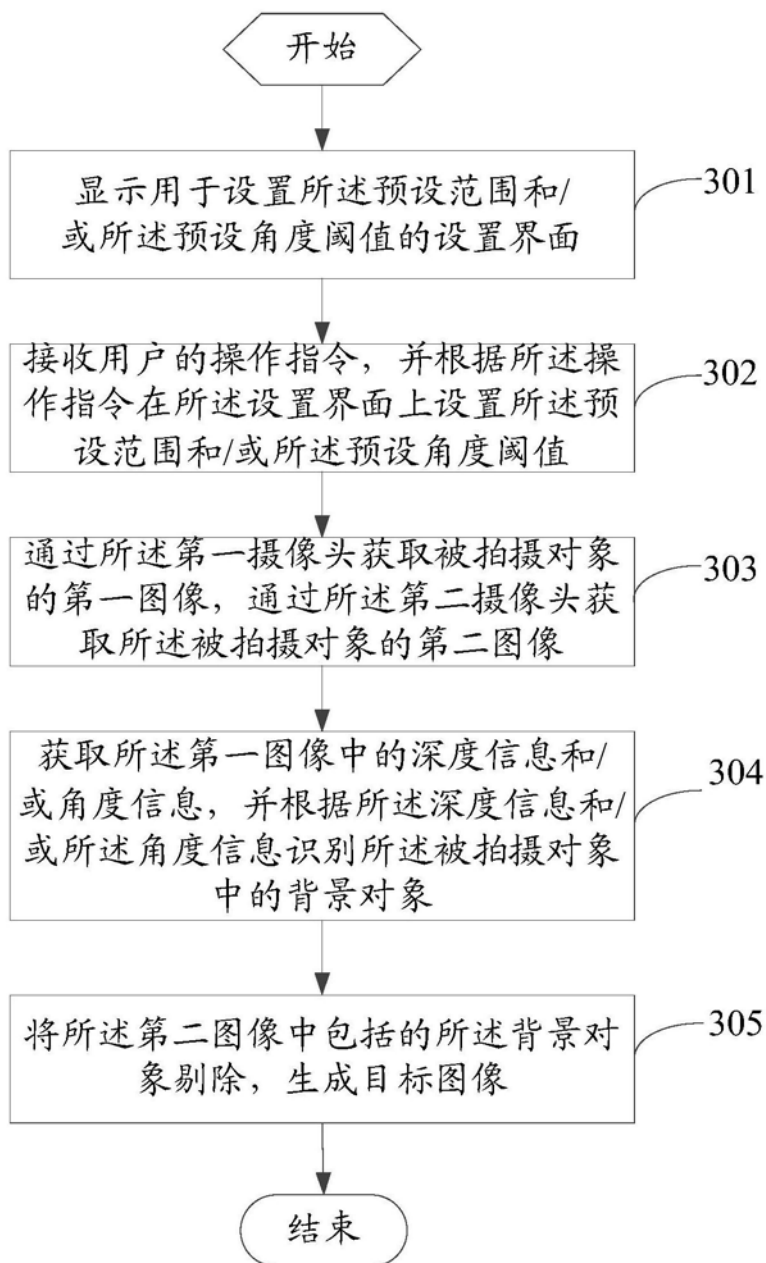 开始
显示用于设置所述预设范围和/
或所述预设角度阈值的设置界面
301
接收用户的操作指令，并根据所述操
作指令在所述设置界面上设置所述预
设范围和/或所述预设角度阈值
302
通过所述第一摄像头获取被拍摄对象
的第一图像，通过所述第二摄像头获
取所述被拍摄对象的第二图像
303
获取所述第一图像中的深度信息和/
或角度信息，并根据所述深度信息和/
或所述角度信息识别所述被拍摄对象
中的背景对象
304
将所述第二图像中包括的所述背景对
象剔除，生成目标图像
305
结束